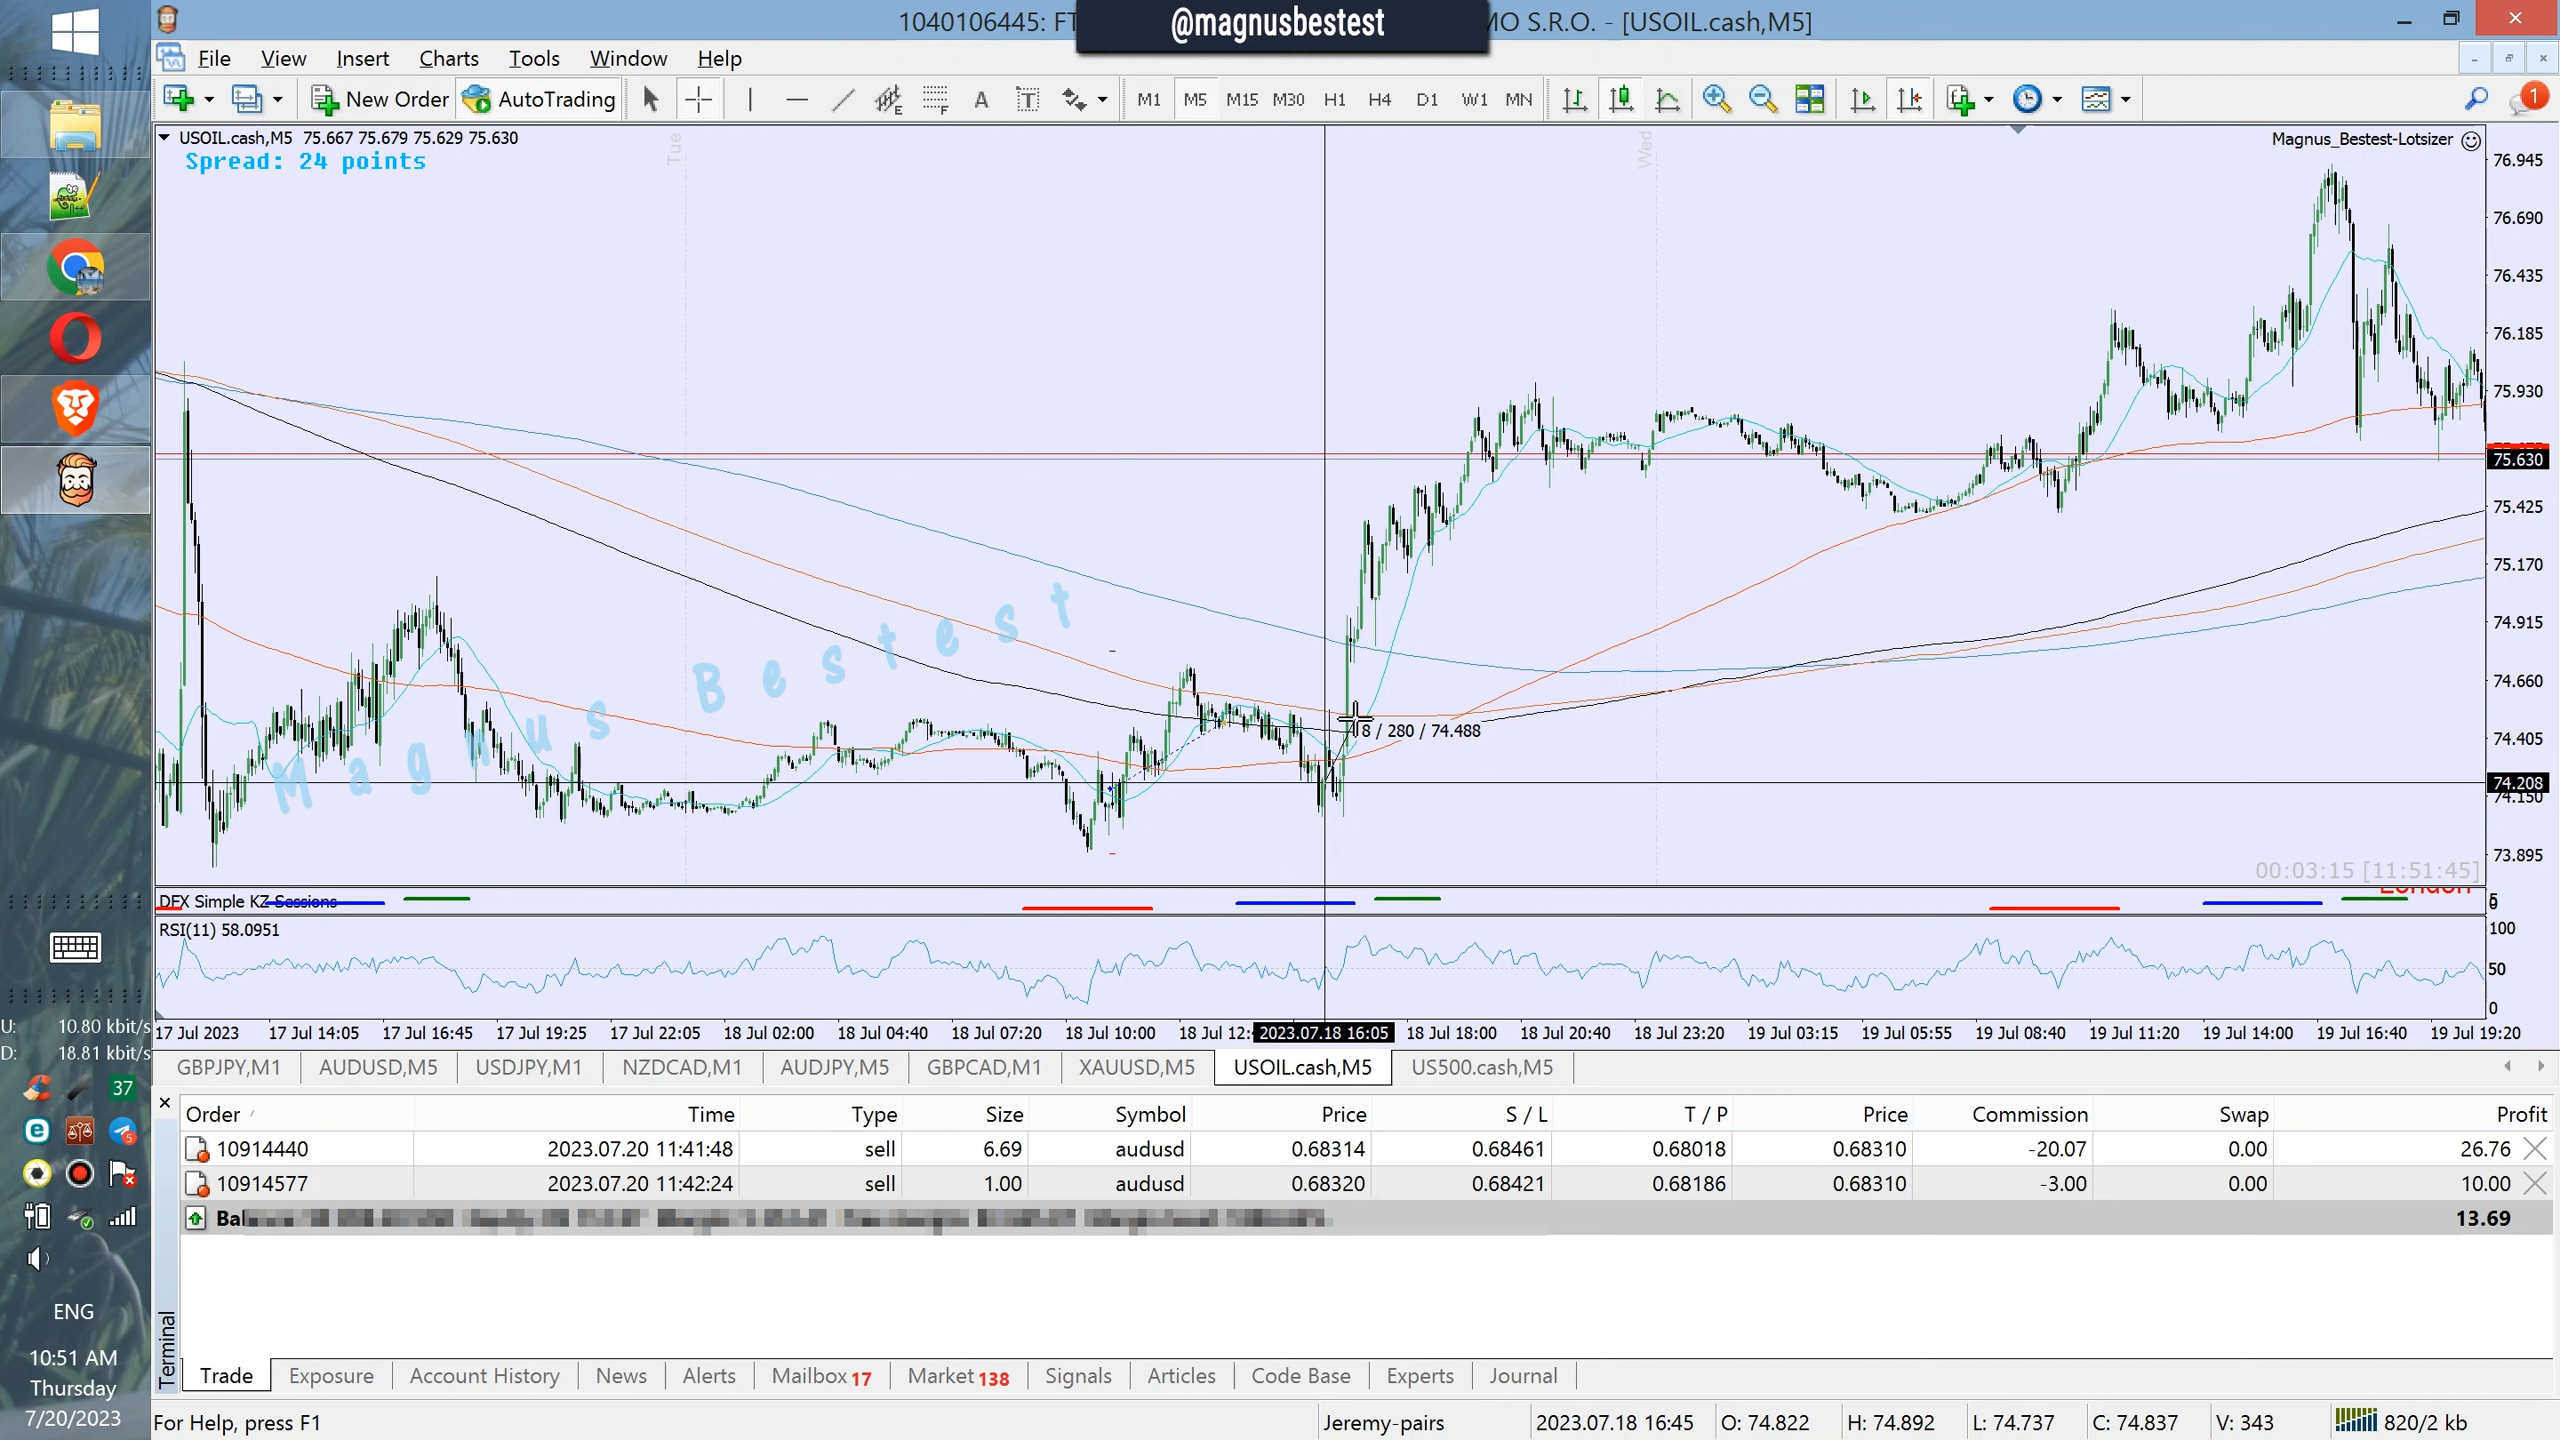 1040106445: FT
@magnusbestest
MO S.R.O. - [USOIL.cash,M5]
File View Insert Charts Tools Window Help
New Order AutoTrading E F A T M1 M5 M15 M30 H1 H4 D1 W1 MN 1
USOIL.cash,M5 75.667 75.679 75.629 75.630
Spread: 24 points
Tue
Wed
Magnus_Bestest-Lotsizer
76.945
76.690
76.435
76.185
75.930
75.630
75.425
75.170
74.915
74.660
74.405
74.208
74.150
73.895
Magnus Bestest
8 / 280 / 74.488
00:03:15 [11:51:45]
DFX Simple KZ Sessions
London
RSI(11) 58.0951
100
50
0
17 Jul 2023 17 Jul 14:05 17 Jul 16:45 17 Jul 19:25 17 Jul 22:05 18 Jul 02:00 18 Jul 04:40 18 Jul 07:20 18 Jul 10:00 18 Jul 12: 2023.07.18 16:05 18 Jul 18:00 18 Jul 20:40 18 Jul 23:20 19 Jul 03:15 19 Jul 05:55 19 Jul 08:40 19 Jul 11:20 19 Jul 14:00 19 Jul 16:40 19 Jul 19:20
GBPJPY,M1 AUDUSD,M5 USDJPY,M1 NZDCAD,M1 AUDJPY,M5 GBPCAD,M1 XAUUSD,M5 USOIL.cash,M5 US500.cash,M5
Order Time Type Size Symbol Price S / L T / P Price Commission Swap Profit
10914440 2023.07.20 11:41:48 sell 6.69 audusd 0.68314 0.68461 0.68018 0.68310 -20.07 0.00 26.76
10914577 2023.07.20 11:42:24 sell 1.00 audusd 0.68320 0.68421 0.68186 0.68310 -3.00 0.00 10.00
13.69
Terminal
Trade Exposure Account History News Alerts Mailbox 17 Market 138 Signals Articles Code Base Experts Journal
For Help, press F1
Jeremy-pairs 2023.07.18 16:45 O: 74.822 H: 74.892 L: 74.737 C: 74.837 V: 343 820/2 kb
U: 10.80 kbit/s
D: 18.81 kbit/s
37
5
ENG
10:51 AM
Thursday
7/20/2023